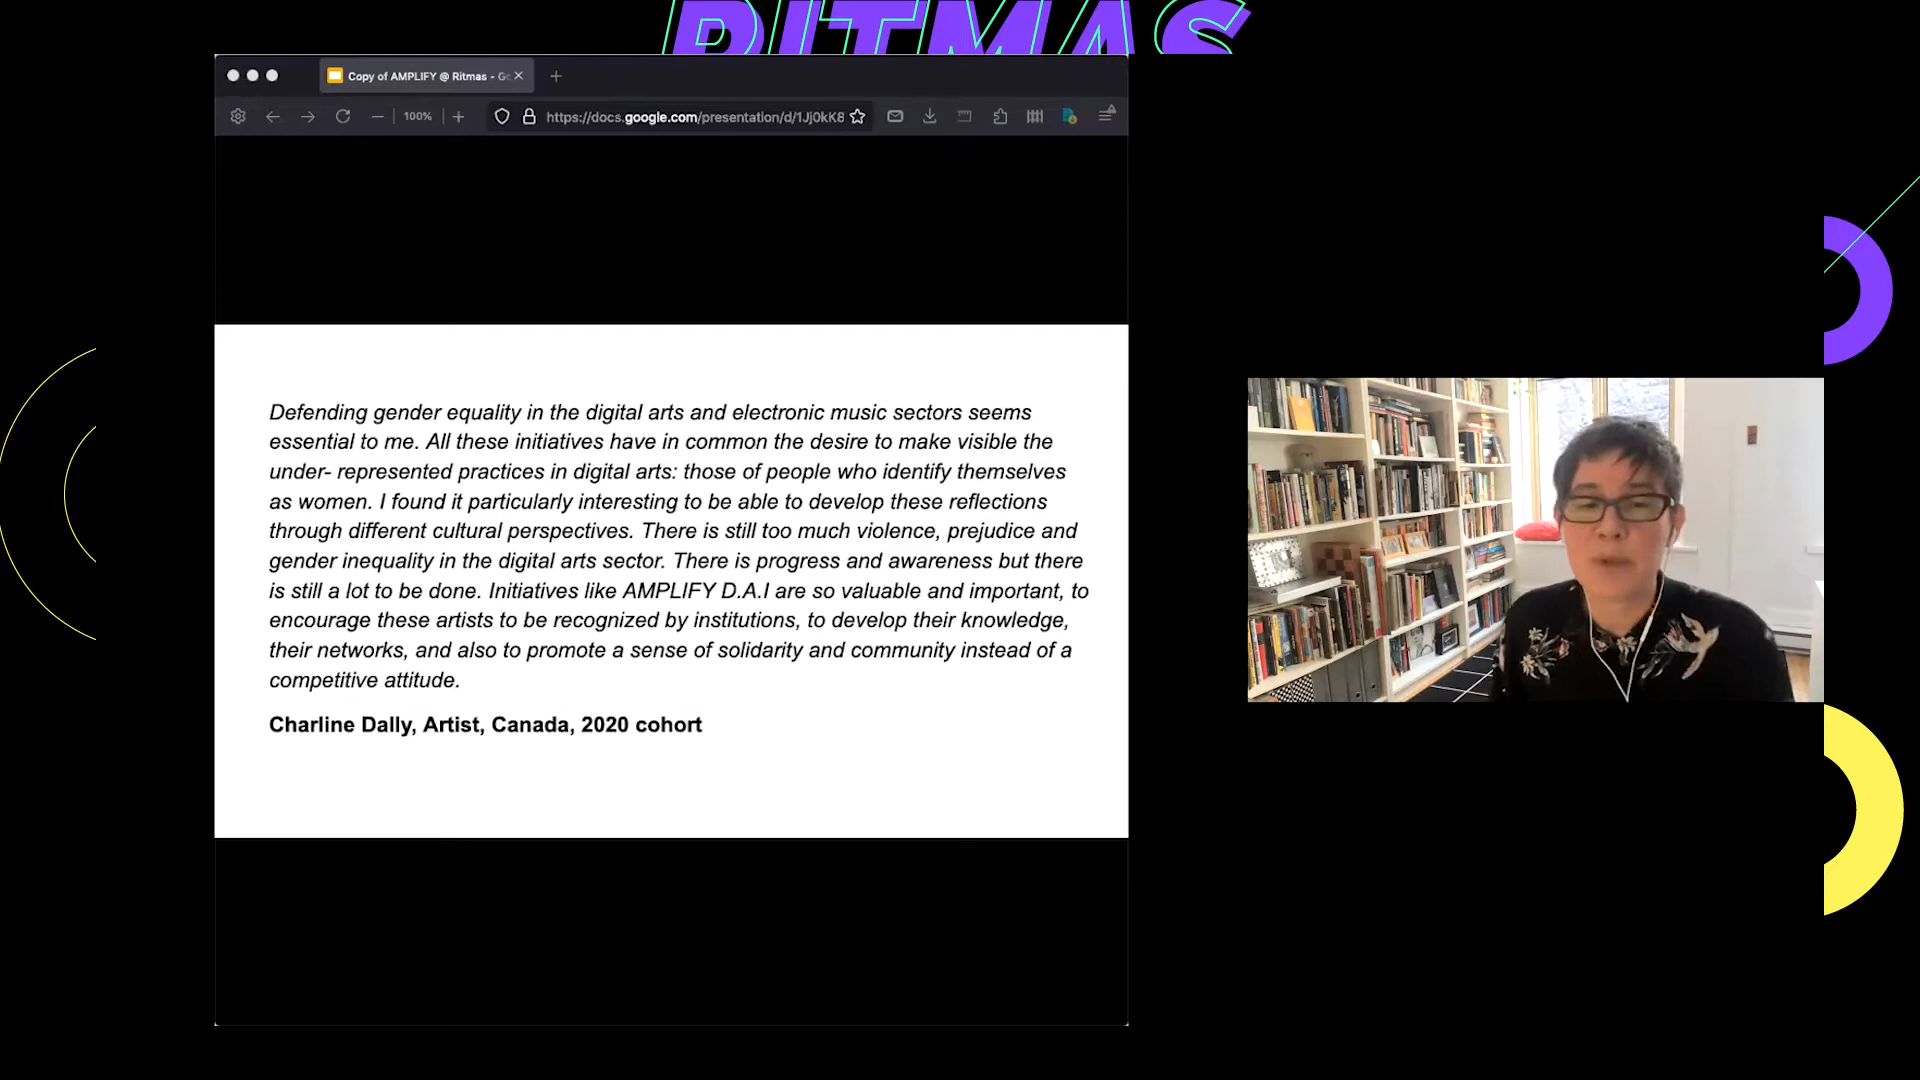 RITMAS
Copy of AMPLIFY @ Ritmas - Go
100%
https://docs.google.com/presentation/d/1Jj0kK8
Defending gender equality in the digital arts and electronic music sectors seems
essential to me. All these initiatives have in common the desire to make visible the
under- represented practices in digital arts: those of people who identify themselves
as women. I found it particularly interesting to be able to develop these reflections
through different cultural perspectives. There is still too much violence, prejudice and
gender inequality in the digital arts sector. There is progress and awareness but there
is still a lot to be done. Initiatives like AMPLIFY D.A.I are so valuable and important, to
encourage these artists to be recognized by institutions, to develop their knowledge,
their networks, and also to promote a sense of solidarity and community instead of a
competitive attitude.
Charline Dally, Artist, Canada, 2020 cohort